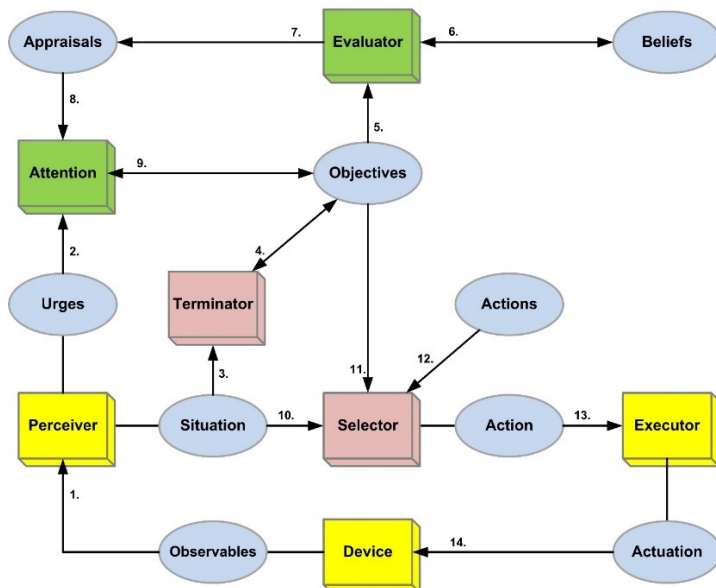 Appraisals
7.
Evaluator
6.
Beliefs
8.
5.
Attention
9.
Objectives
2.
4.
Urges
Terminator
Actions
3.
11.
12.
Perceiver
Situation
10.
Selector
Action
13.
Executor
1.
Observables
Device
14.
Actuation